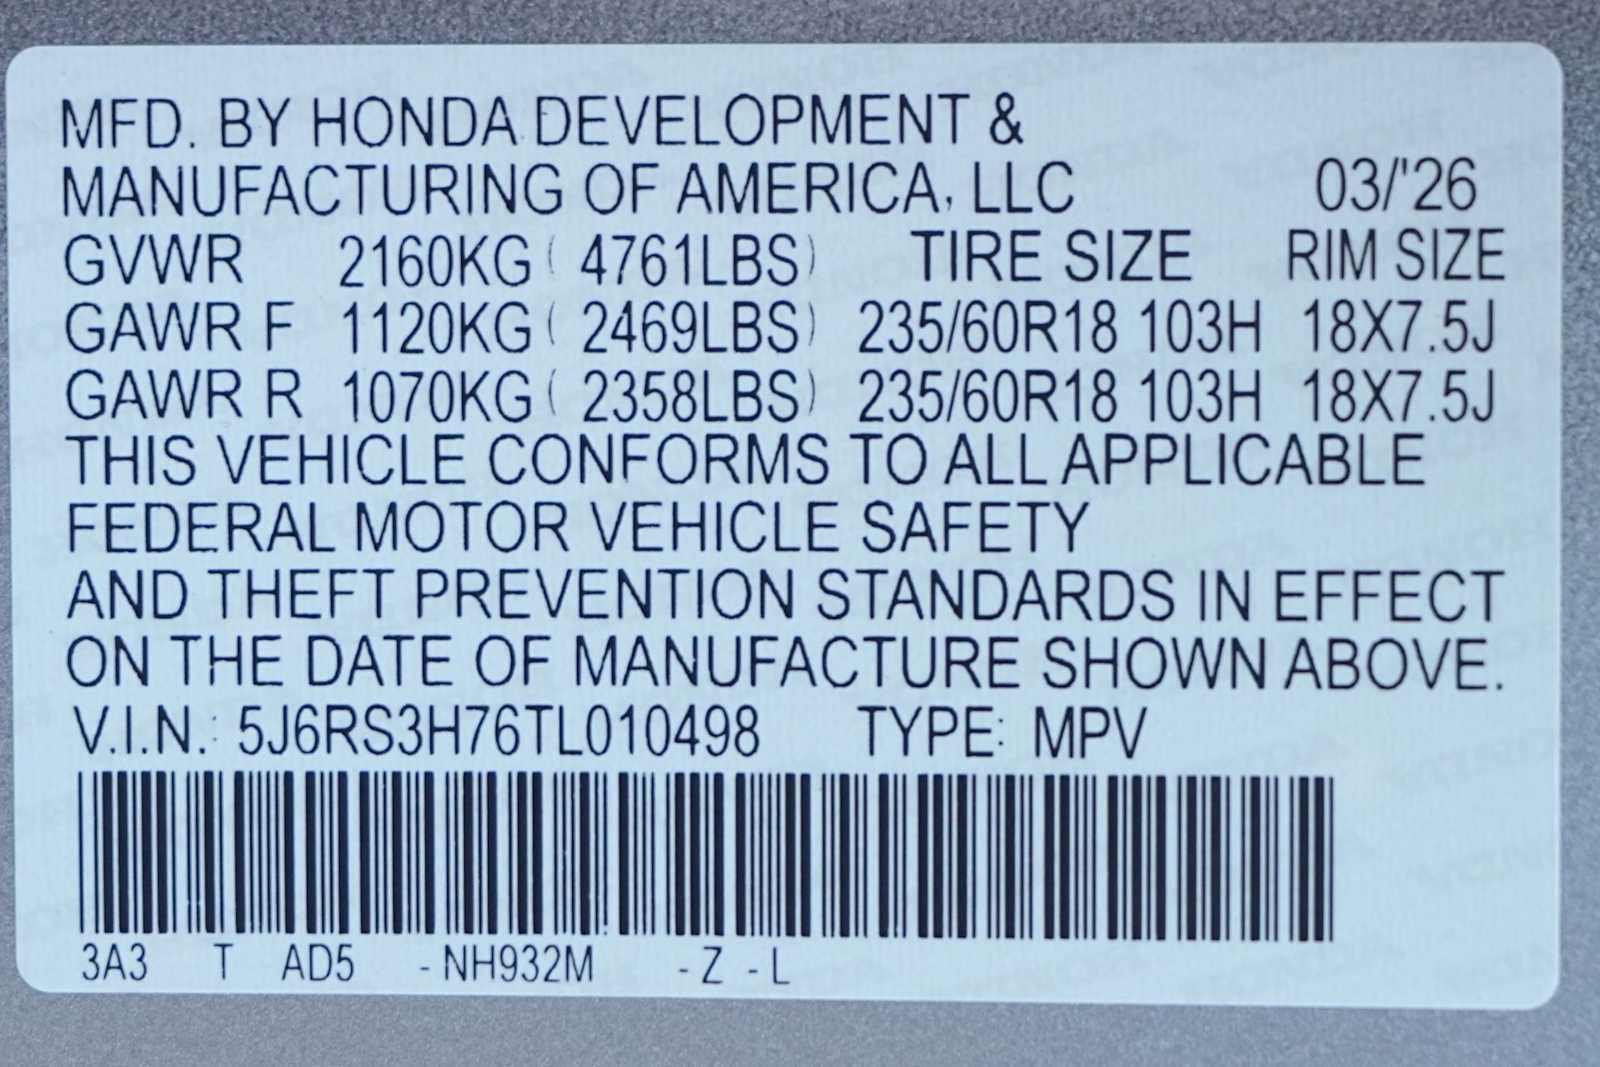 MFD. BY HONDA DEVELOPMENT &
MANUFACTURING OF AMERICA, LLC 03/'26
GVWR 2160KG( 4761LBS) TIRE SIZE RIM SIZE
GAWR F 1120KG( 2469LBS) 235/60R18 103H 18X7.5J
GAWR R 1070KG( 2358LBS) 235/60R18 103H 18X7.5J
THIS VEHICLE CONFORMS TO ALL APPLICABLE
FEDERAL MOTOR VEHICLE SAFETY
AND THEFT PREVENTION STANDARDS IN EFFECT
ON THE DATE OF MANUFACTURE SHOWN ABOVE.
V.I.N.: 5J6RS3H76TL010498 TYPE: MPV
3A3 T AD5 -NH932M -Z -L